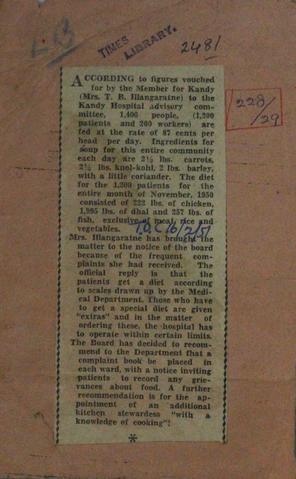 LB
TIMES
LIBRARY.
2481
228/
29
ACCORDING to figures vouched
for by the Member for Kandy
(Mrs. T. B. Illangaratne) to the
Kandy Hospital advisory com-
mittee, 1,400 people, (1,200
patients and 200 workers) are
fed at the rate of 87 cents per
head per day. Ingredients for
soup for this entire community
each day are 2½ lbs. carrots,
2½ lbs. knol-kohl, 2 lbs. barley,
with a little coriander. The diet
for the 1,200 patients for the
entire month of November, 1950
consisted of 222 lbs. of chicken,
1,995 lbs. of dhal and 257 lbs. of
fish, exclusive of meat, rice and
vegetables. T.O.C 16/2/51
Mrs. Illangaratne has brought the
matter to the notice of the board
because of the frequent com-
plaints she had received. The
official reply is that the
patients get a diet according
to scales drawn up by the Medi-
cal Department. Those who have
to get a special diet are given
"extras" and in the matter of
ordering these, the hospital has
to operate within certain limits.
The Board has decided to recom-
mend to the Department that a
complaint book be placed in
each ward, with a notice inviting
patients to record any grie-
vances about food. A further
recommendation is for the ap-
pointment of an additional
kitchen stewardess "with a
knowledge of cooking"!
*